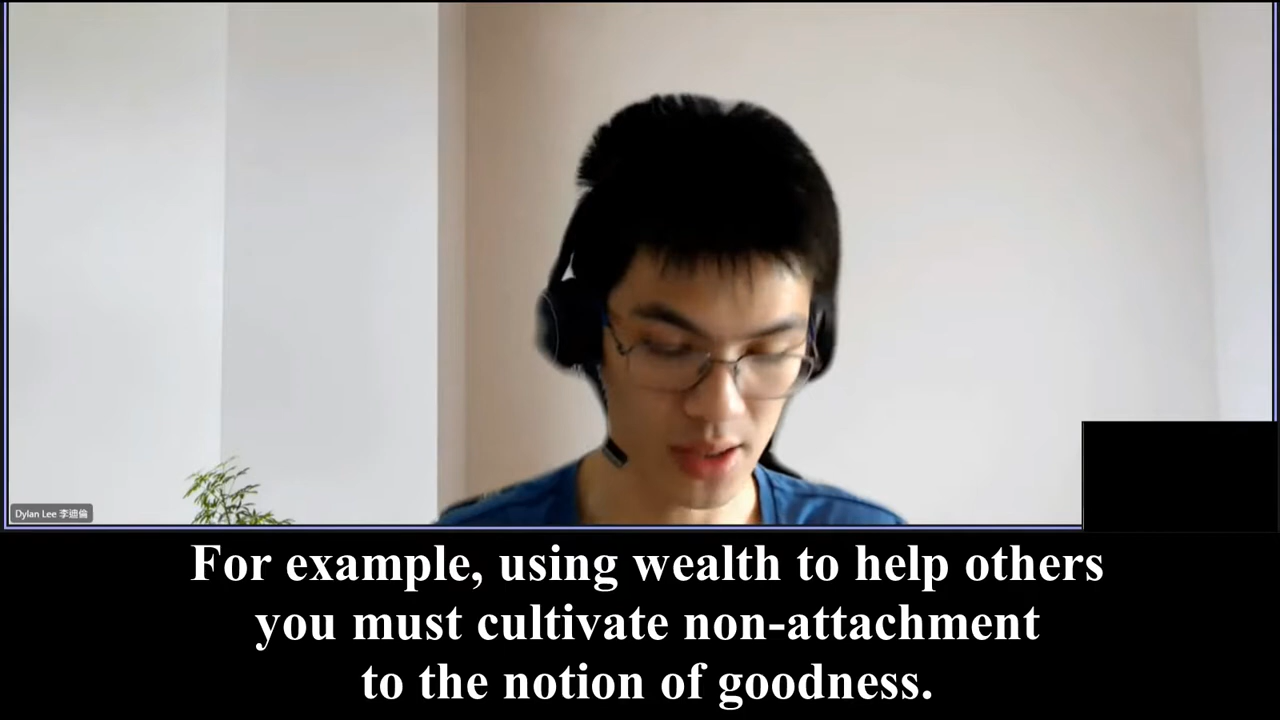 Dylan Lee 李迪倫
For example, using wealth to help others
you must cultivate non-attachment
to the notion of goodness.